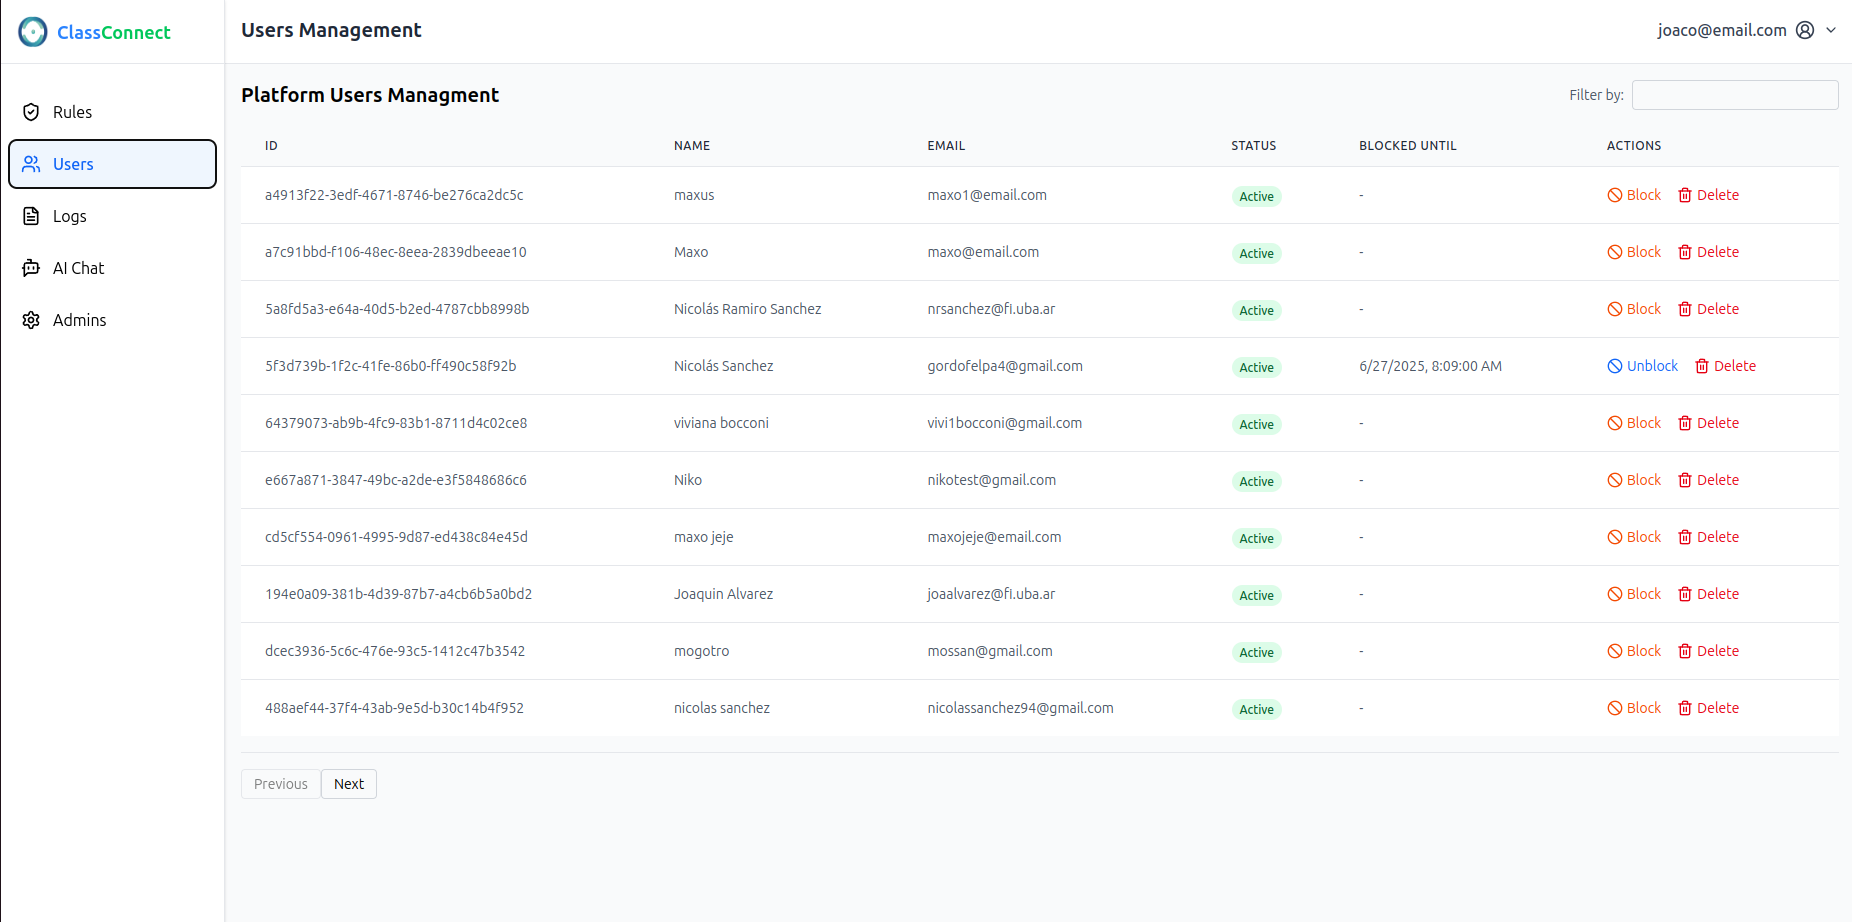 ClassConnect
Users Management
joaco@email.com
Rules
Users
Logs
AI Chat
Admins
Platform Users Managment
Filter by:
ID NAME EMAIL STATUS BLOCKED UNTIL ACTIONS
a4913f22-3edf-4671-8746-be276ca2dc5c maxus maxo1@email.com Active - Block Delete
a7c91bbd-f106-48ec-8eea-2839dbeeae10 Maxo maxo@email.com Active - Block Delete
5a8fd5a3-e64a-40d5-b2ed-4787cbb8998b Nicolás Ramiro Sanchez nrsanchez@fi.uba.ar Active - Block Delete
5f3d739b-1f2c-41fe-86b0-ff490c58f92b Nicolás Sanchez gordofelpa4@gmail.com Active 6/27/2025, 8:09:00 AM Unblock Delete
64379073-ab9b-4fc9-83b1-8711d4c02ce8 viviana bocconi vivi1bocconi@gmail.com Active - Block Delete
e667a871-3847-49bc-a2de-e3f5848686c6 Niko nikotest@gmail.com Active - Block Delete
cd5cf554-0961-4995-9d87-ed438c84e45d maxo jeje maxojeje@email.com Active - Block Delete
194e0a09-381b-4d39-87b7-a4cb6b5a0bd2 Joaquin Alvarez joaalvarez@fi.uba.ar Active - Block Delete
dcec3936-5c6c-476e-93c5-1412c47b3542 mogotro mossan@gmail.com Active - Block Delete
488aef44-37f4-43ab-9e5d-b30c14b4f952 nicolas sanchez nicolassanchez94@gmail.com Active - Block Delete
Previous Next